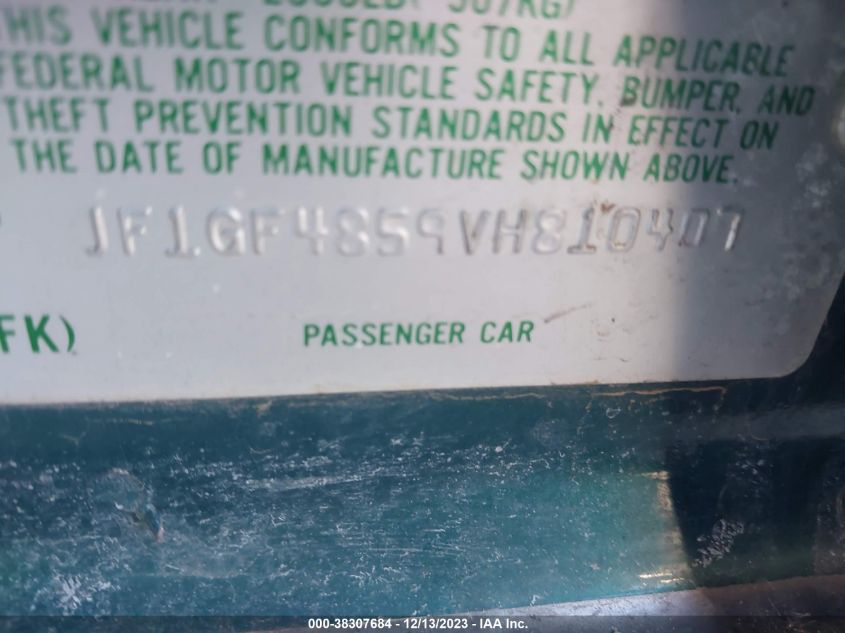 THIS VEHICLE CONFORMS TO ALL APPLICABLE
FEDERAL MOTOR VEHICLE SAFETY, BUMPER, AND
THEFT PREVENTION STANDARDS IN EFFECT ON
THE DATE OF MANUFACTURE SHOWN ABOVE.
JF1GF4859VH810407
FK)
PASSENGER CAR
000-38307684 - 12/13/2023 - IAA Inc.